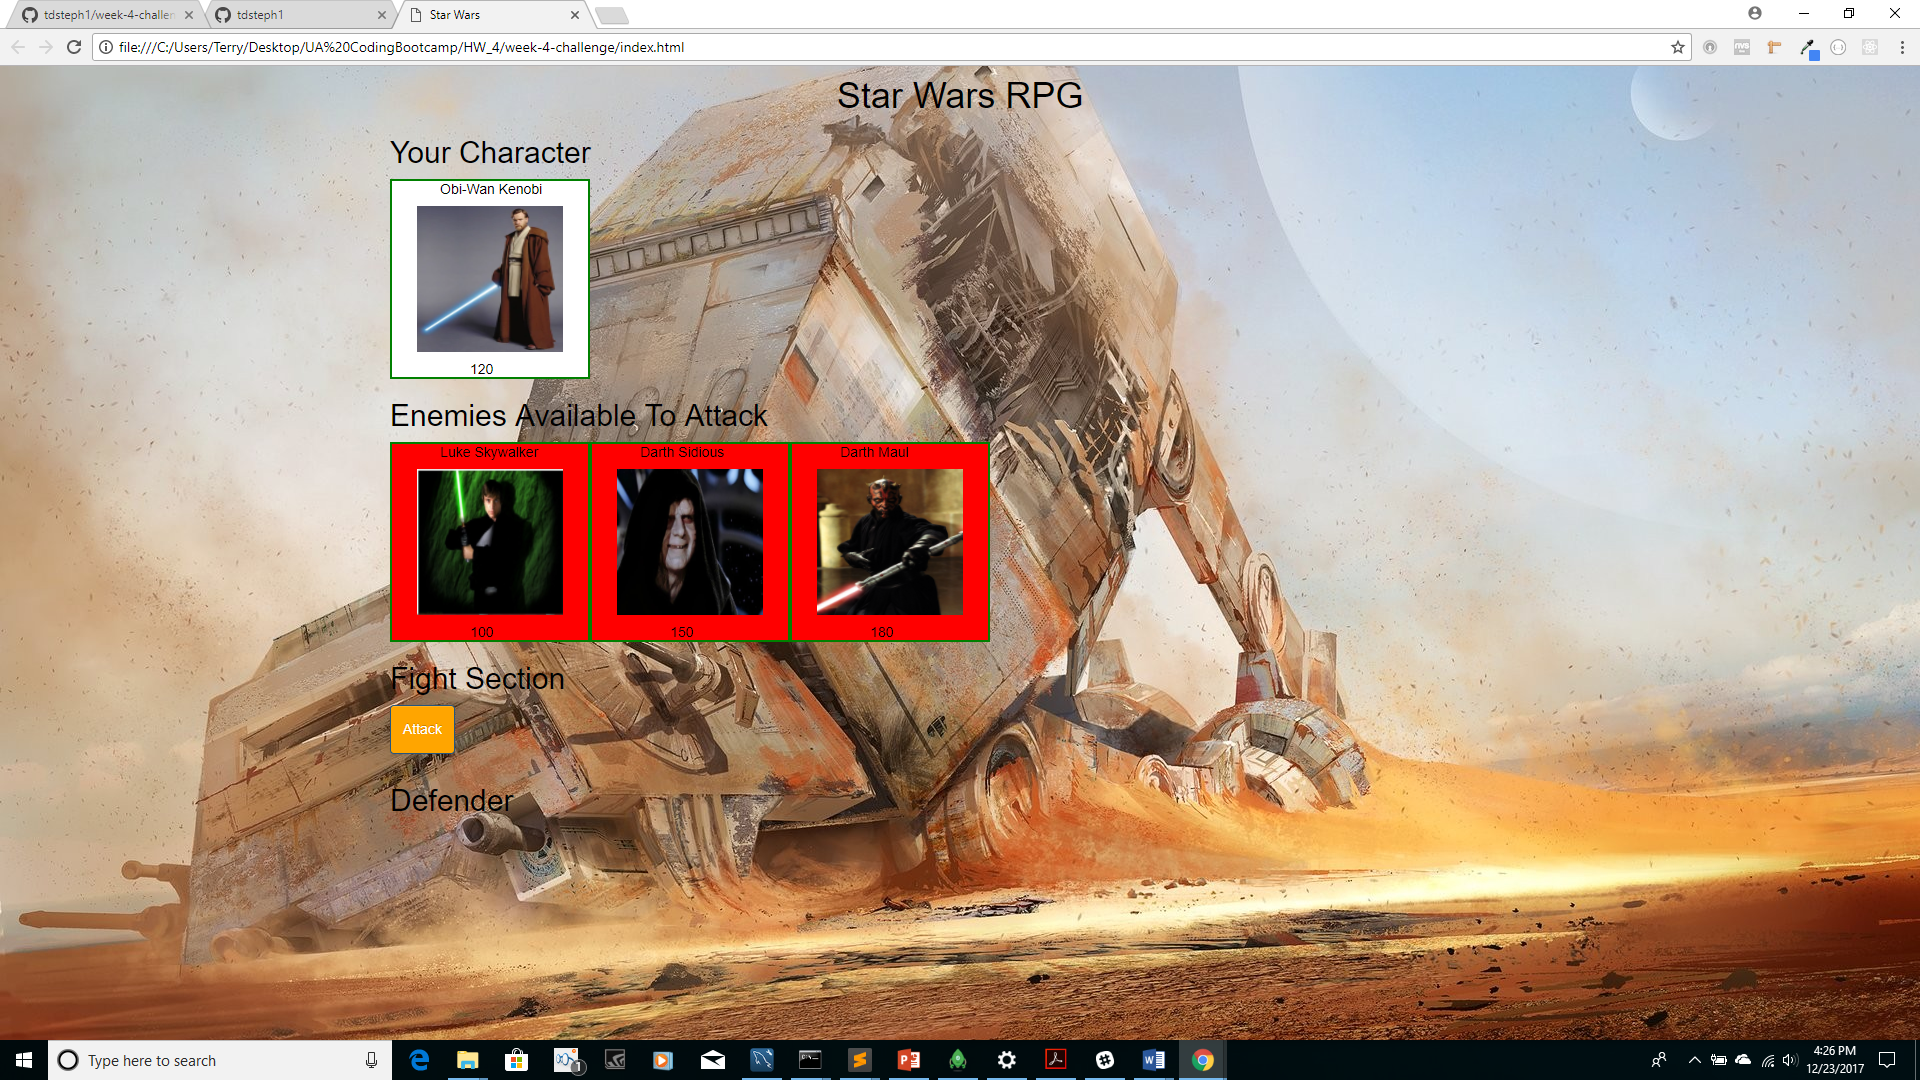 tdsteph1/week-4-challen
tdsteph1
Star Wars
file:///C:/Users/Terry/Desktop/UA%20CodingBootcamp/HW_4/week-4-challenge/index.html
Star Wars RPG
Your Character
Obi-Wan Kenobi
120
Enemies Available To Attack
Luke Skywalker
Darth Sidious
Darth Maul
100
150
180
Fight Section
Attack
Defender
Type here to search
1
4:26 PM
12/23/2017